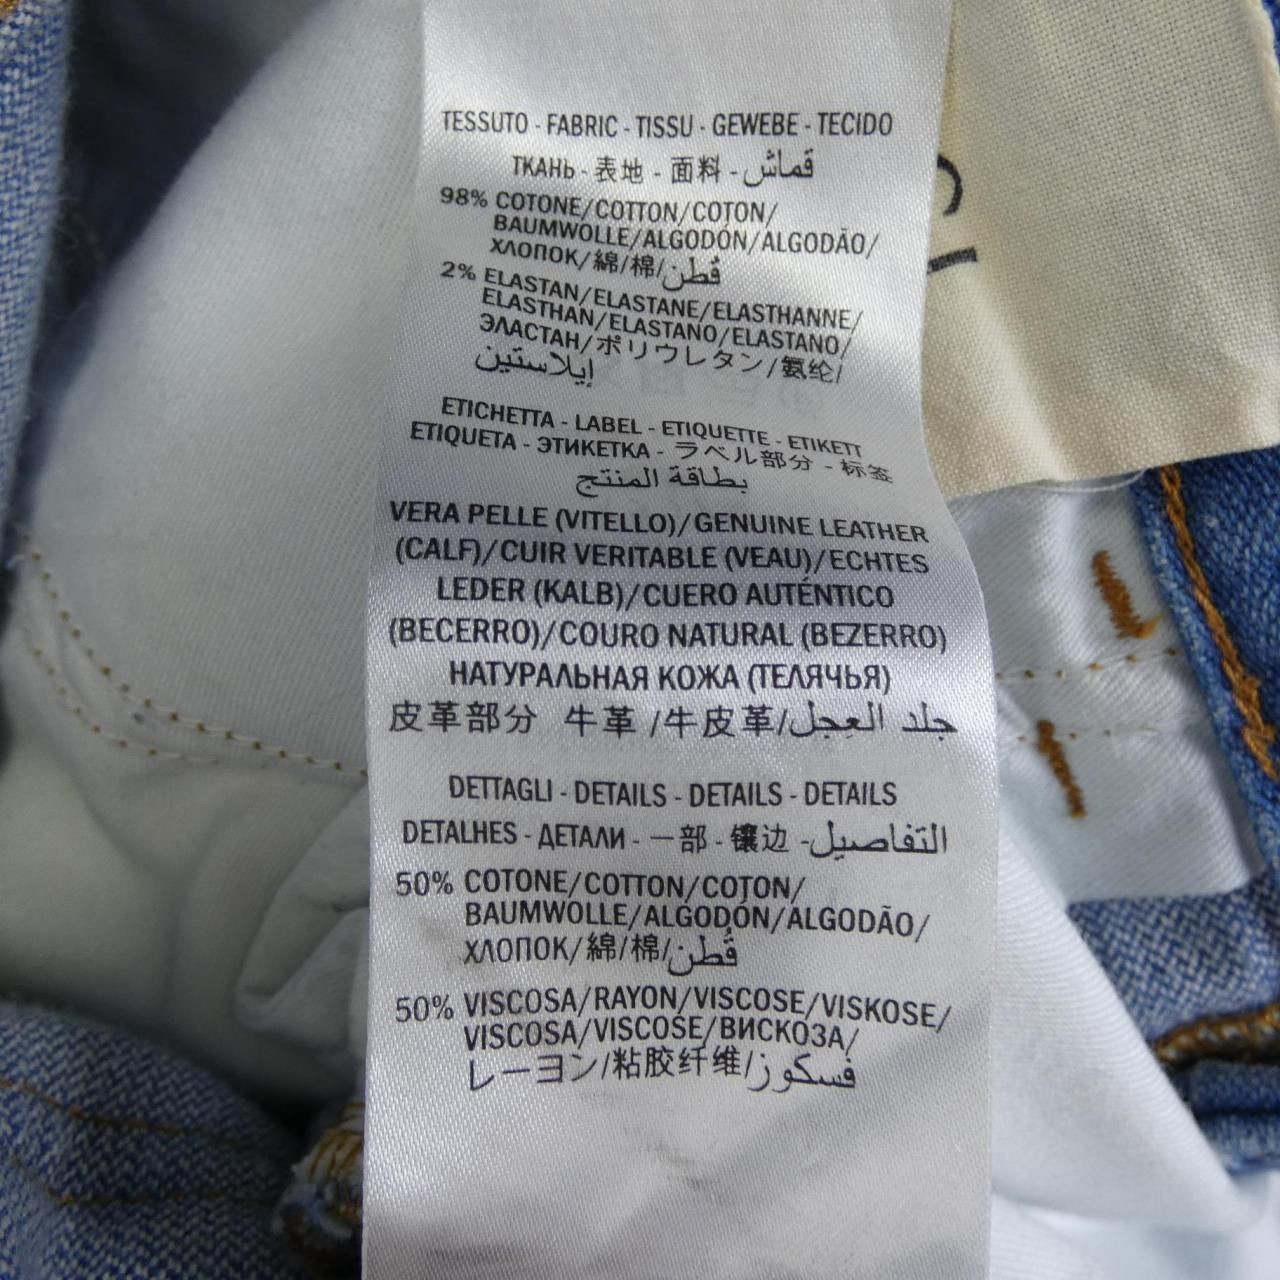 TESSUTO - FABRIC - TISSU - GEWEBE - TECIDO
ТКАНЬ - 表地 - 面料 - قماش
98% COTONE/COTTON/COTON/
BAUMWOLLE/ALGODÓN/ALGODÃO/
ХЛОПОК/綿/棉/قُطن
2% ELASTAN/ELASTANE/ELASTHANNE/
ELASTHAN/ELASTANO/ELASTANO/
ЭЛАСТАН/ポリウレタン/氨纶/
إيلاستين
ETICHETTA - LABEL - ETIQUETTE - ETIKETT
ETIQUETA - ЭТИКЕТКА - ラベル部分 - 标签
بطاقة المنتج
VERA PELLE (VITELLO)/GENUINE LEATHER
(CALF)/CUIR VERITABLE (VEAU)/ECHTES
LEDER (KALB)/CUERO AUTÉNTICO
(BECERRO)/COURO NATURAL (BEZERRO)
НАТУРАЛЬНАЯ КОЖА (ТЕЛЯЧЬЯ)
皮革部分 牛革 /牛皮革/جلد العِجل
DETTAGLI - DETAILS - DETAILS - DETAILS
DETALHES - ДЕТАЛИ - 一部 - 镶边 - التفاصيل
50% COTONE/COTTON/COTON/
BAUMWOLLE/ALGODÓN/ALGODÃO/
ХЛОПОК/綿/棉/قُطن
50% VISCOSA/RAYON/VISCOSE/VISKOSE/
VISCOSA/VISCOSE/ВИСКОЗА/
レーヨン/粘胶纤维/فسكوز